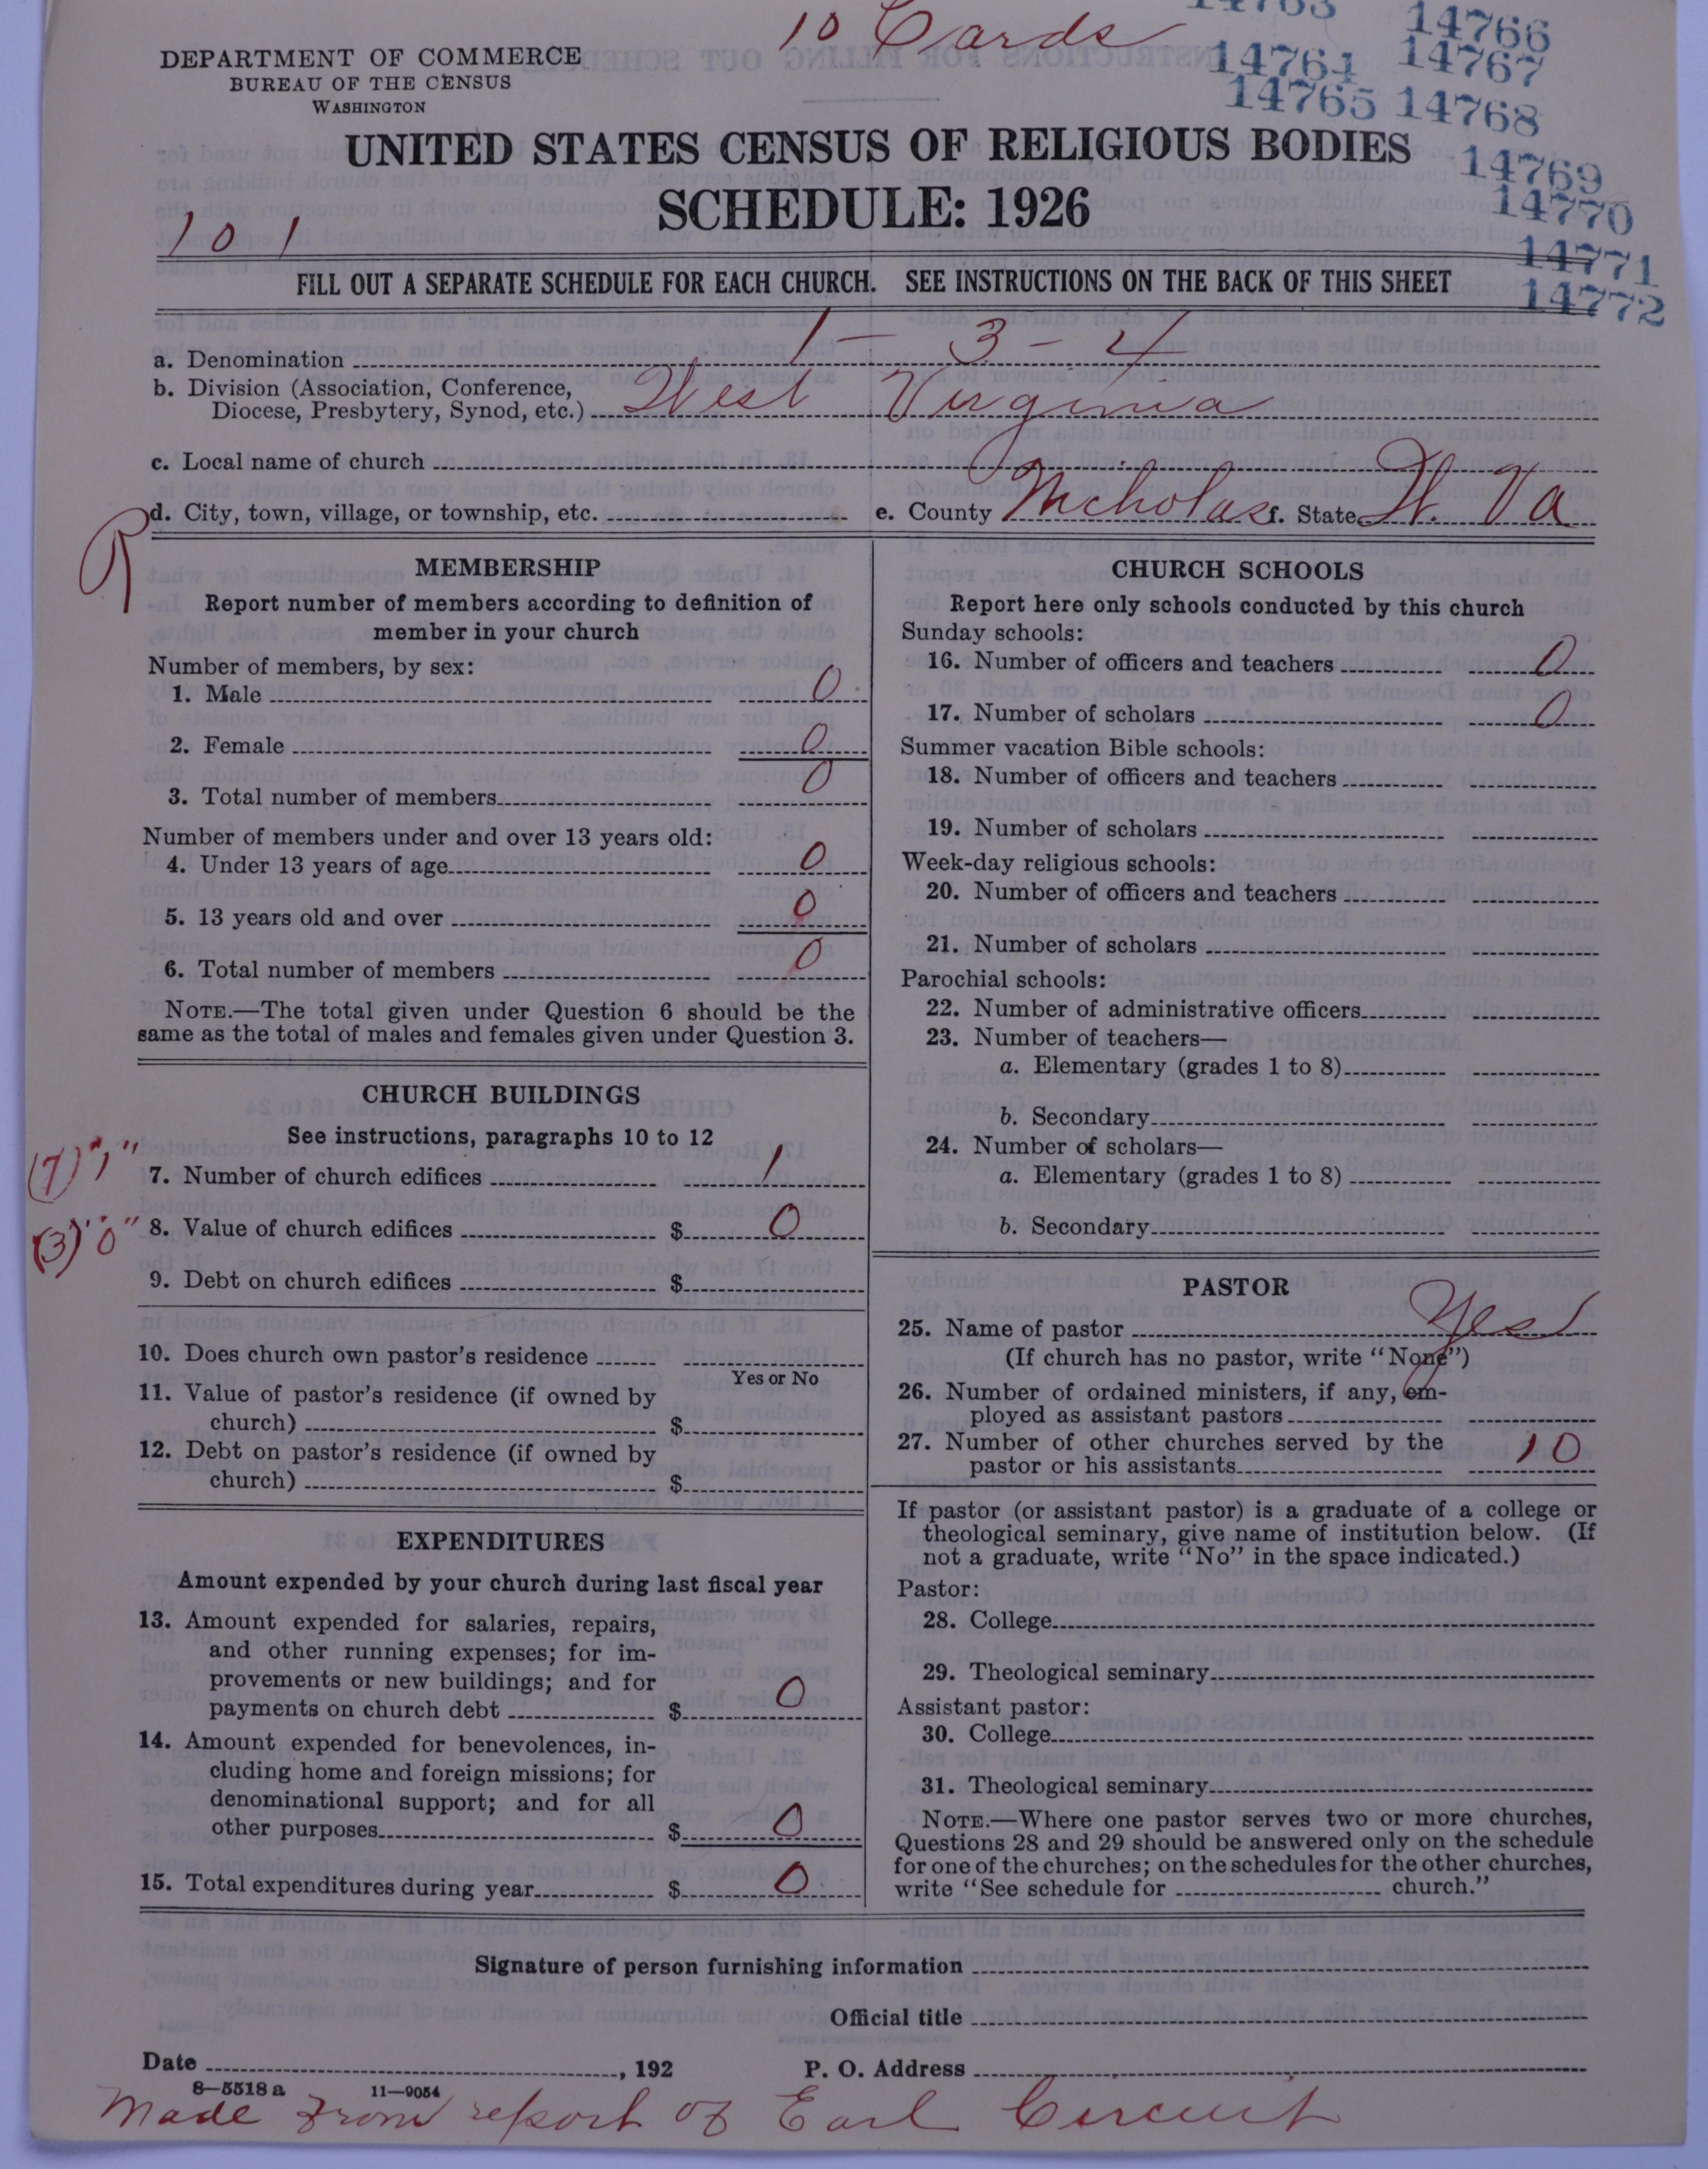 10 Cards
14766
14764 14767
14765 14768
14769
14770
14771
14772
DEPARTMENT OF COMMERCE
BUREAU OF THE CENSUS
WASHINGTON
UNITED STATES CENSUS OF RELIGIOUS BODIES
SCHEDULE: 1926
101
FILL OUT A SEPARATE SCHEDULE FOR EACH CHURCH. SEE INSTRUCTIONS ON THE BACK OF THIS SHEET
a. Denomination 1 - 3 - 4
b. Division (Association, Conference,
Diocese, Presbytery, Synod, etc.) West Virginia
c. Local name of church
d. City, town, village, or township, etc. e. County Nicholas f. State W. Va
R
MEMBERSHIP
Report number of members according to definition of
member in your church
Number of members, by sex:
1. Male 0
2. Female 0
3. Total number of members 0
Number of members under and over 13 years old:
4. Under 13 years of age 0
5. 13 years old and over 0
6. Total number of members 0
NOTE.—The total given under Question 6 should be the
same as the total of males and females given under Question 3.
CHURCH BUILDINGS
See instructions, paragraphs 10 to 12
(7) "1" 7. Number of church edifices 1
(3) "0" 8. Value of church edifices $ 0
9. Debt on church edifices $
10. Does church own pastor's residence
Yes or No
11. Value of pastor's residence (if owned by
church) $
12. Debt on pastor's residence (if owned by
church) $
EXPENDITURES
Amount expended by your church during last fiscal year
13. Amount expended for salaries, repairs,
and other running expenses; for im-
provements or new buildings; and for
payments on church debt $ 0
14. Amount expended for benevolences, in-
cluding home and foreign missions; for
denominational support; and for all
other purposes $ 0
15. Total expenditures during year $ 0
CHURCH SCHOOLS
Report here only schools conducted by this church
Sunday schools:
16. Number of officers and teachers 0
17. Number of scholars 0
Summer vacation Bible schools:
18. Number of officers and teachers
19. Number of scholars
Week-day religious schools:
20. Number of officers and teachers
21. Number of scholars
Parochial schools:
22. Number of administrative officers
23. Number of teachers—
a. Elementary (grades 1 to 8)
b. Secondary
24. Number of scholars—
a. Elementary (grades 1 to 8)
b. Secondary
PASTOR
25. Name of pastor Yes
(If church has no pastor, write "None")
26. Number of ordained ministers, if any, em-
ployed as assistant pastors
27. Number of other churches served by the
pastor or his assistants 10
If pastor (or assistant pastor) is a graduate of a college or
theological seminary, give name of institution below. (If
not a graduate, write "No" in the space indicated.)
Pastor:
28. College
29. Theological seminary
Assistant pastor:
30. College
31. Theological seminary
NOTE.—Where one pastor serves two or more churches,
Questions 28 and 29 should be answered only on the schedule
for one of the churches; on the schedules for the other churches,
write "See schedule for church."
Signature of person furnishing information
Official title
Date , 192 P. O. Address
8—5518 a 11—9054
Made from report of Earl Circuit